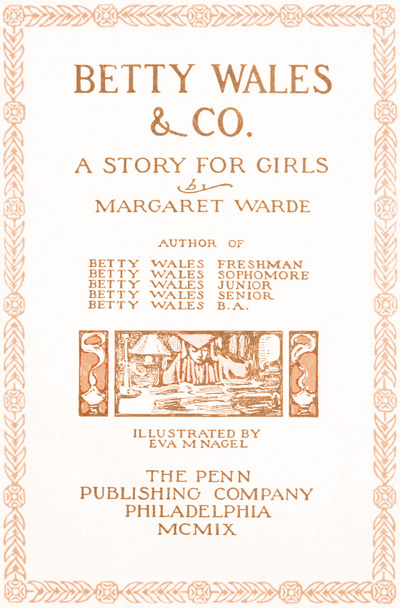 BETTY WALES
& CO.
A STORY FOR GIRLS
by
MARGARET WARDE
AUTHOR OF
BETTY WALES FRESHMAN
BETTY WALES SOPHOMORE
BETTY WALES JUNIOR
BETTY WALES SENIOR
BETTY WALES B.A.
ILLUSTRATED BY
EVA M NAGEL
THE PENN
PUBLISHING COMPANY
PHILADELPHIA
MCMIX